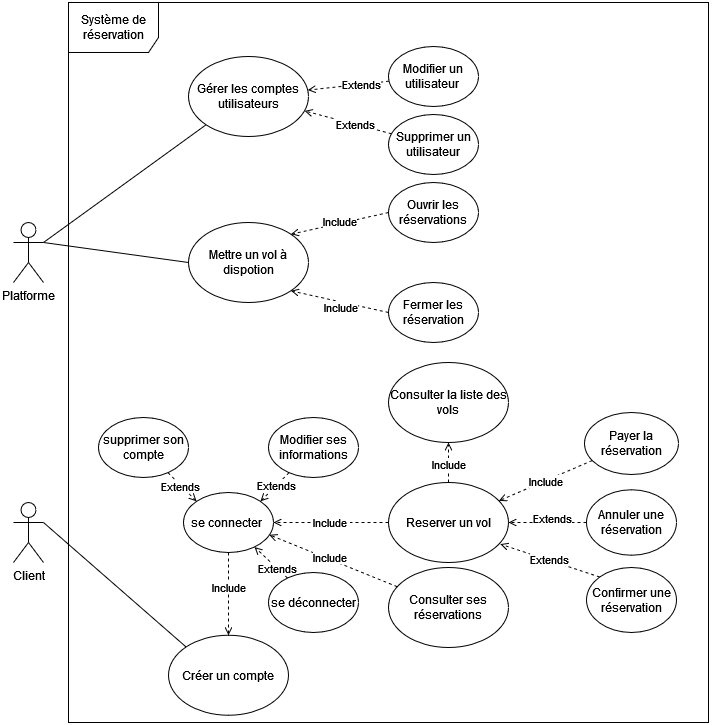 Système de
réservation
Gérer les comptes
utilisateurs
Extends
Modifier un
utilisateur
Extends
Supprimer un
utilisateur
Ouvrir les
réservations
Include
Mettre un vol à
dispotion
Platforme
Include
Fermer les
réservation
Consulter la liste des
vols
supprimer son
compte
Modifier ses
informations
Payer la
réservation
Include
Extends
Extends
Include
se connecter
Include
Reserver un vol
Extends
Annuler une
réservation
Include
Extends
Extends
Client
Include
se déconnecter
Consulter ses
réservations
Confirmer une
réservation
Créer un compte